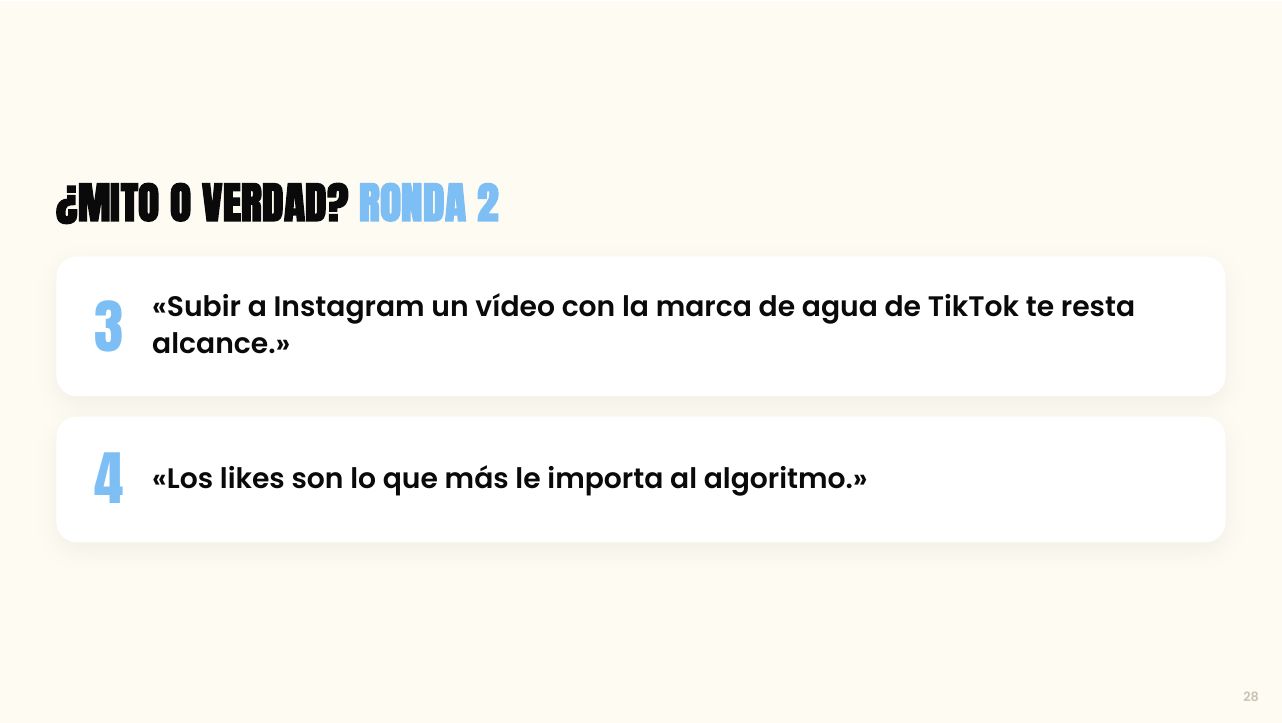 ¿MITO O VERDAD? RONDA 2
3
«Subir a Instagram un vídeo con la marca de agua de TikTok te resta
alcance.»
4
«Los likes son lo que más le importa al algoritmo.»
28